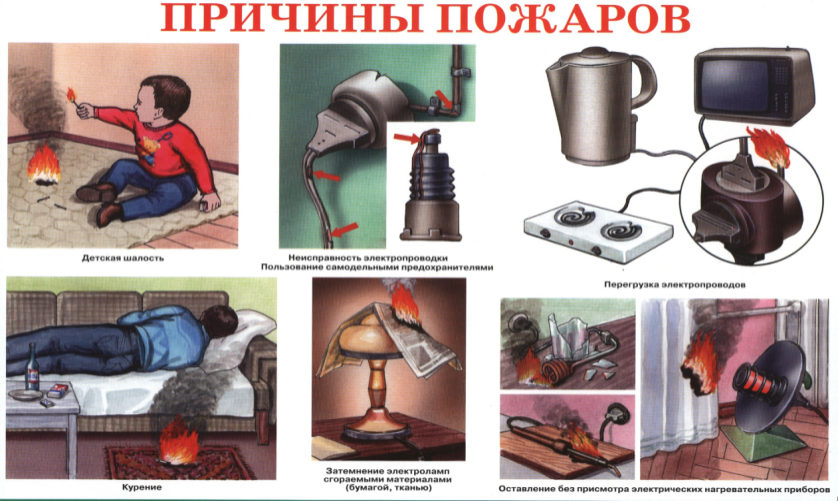 ПРИЧИНЫ ПОЖАРОВ
Детская шалость
Неисправность электропроводки
Пользование самодельными предохранителями
Перегрузка электропроводов
Курение
Затемнение электроламп
сгораемыми материалами
(бумагой, тканью)
Оставление без присмотра электрических нагревательных приборов